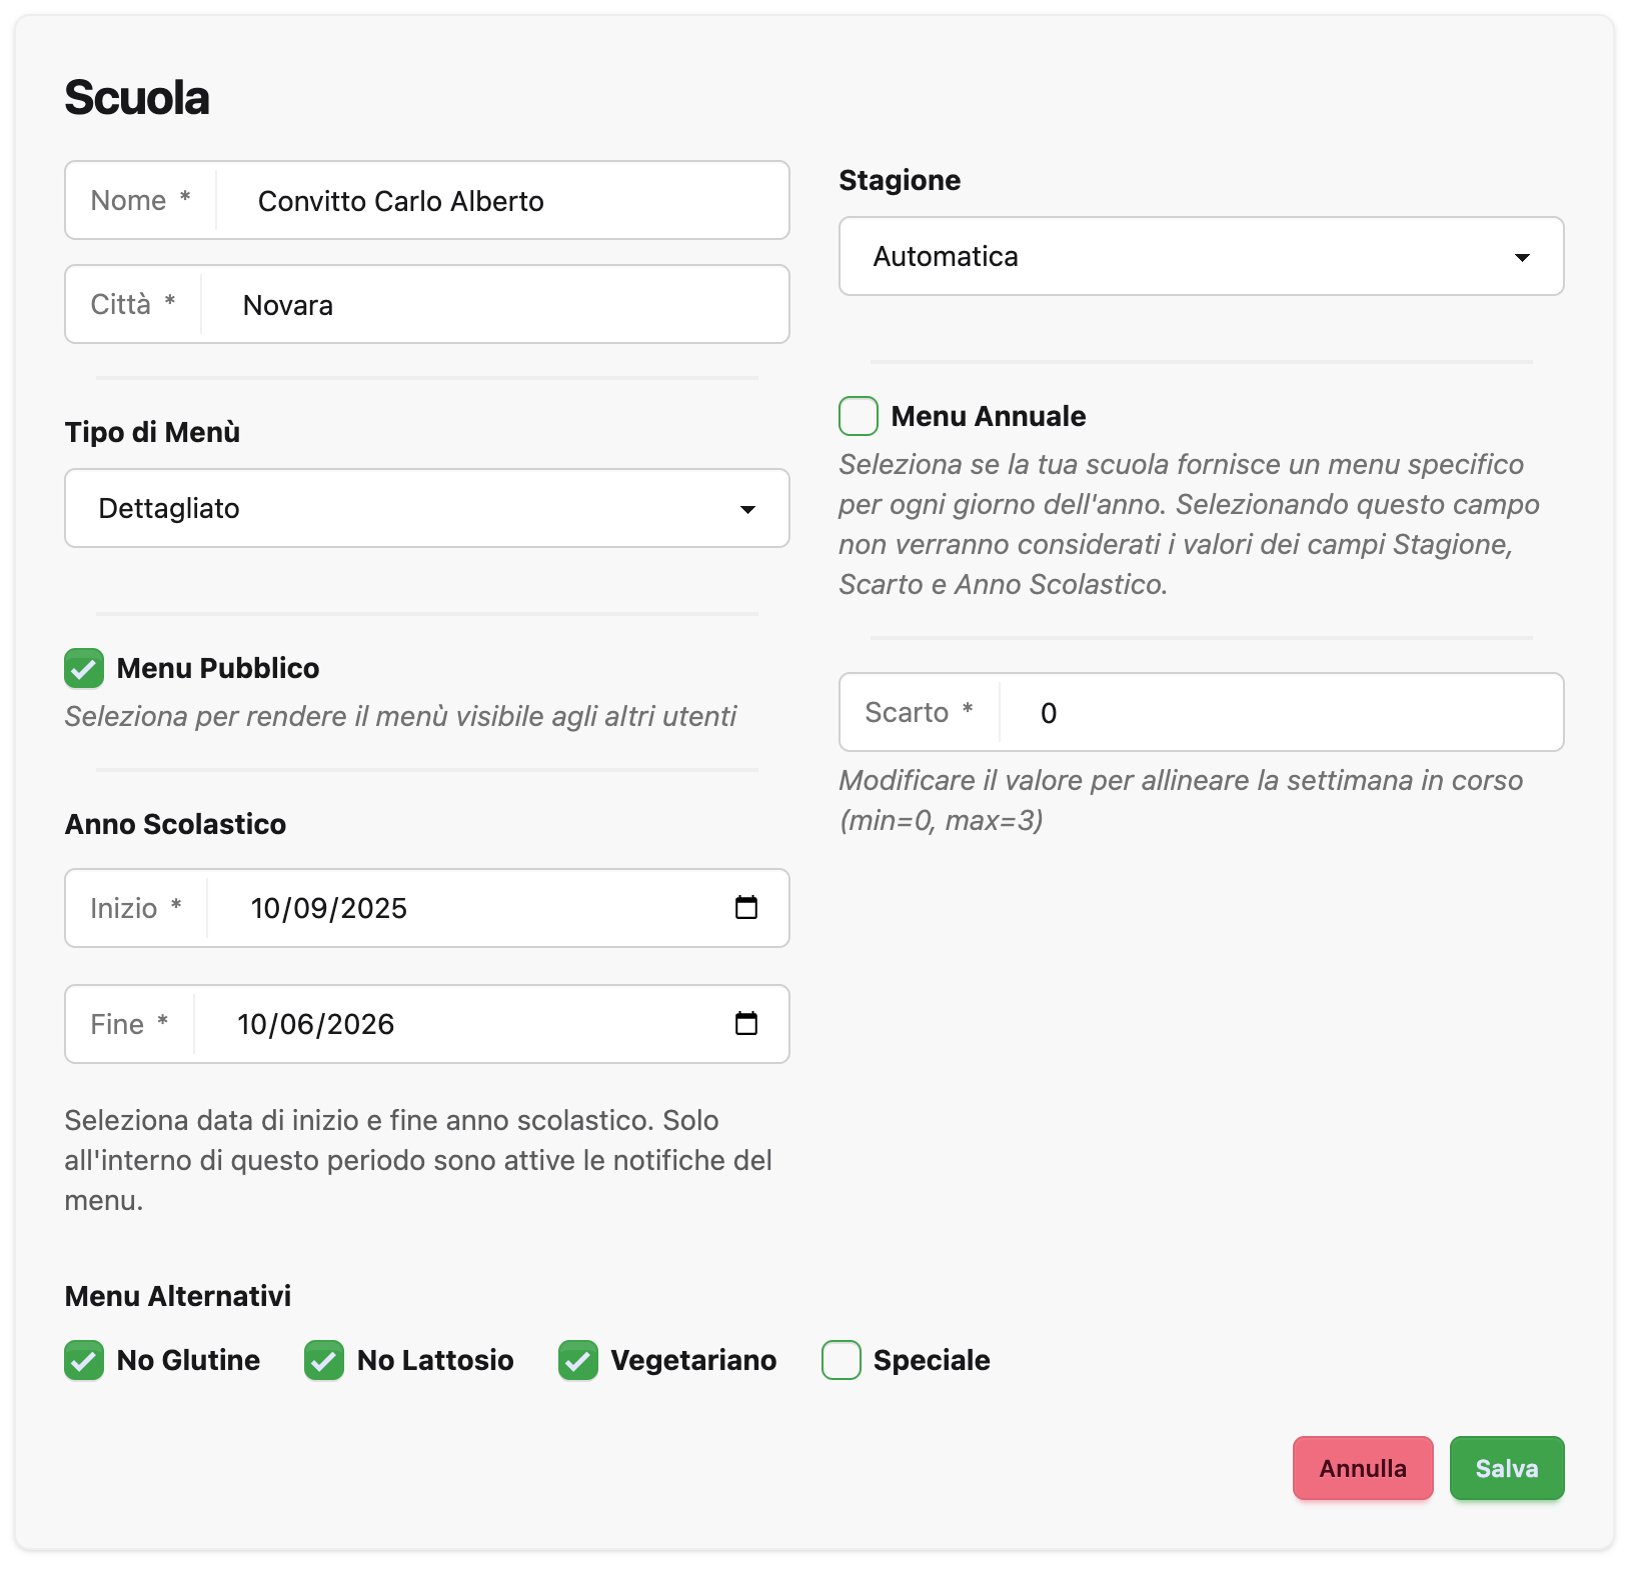 Scuola
Nome *
Convitto Carlo Alberto
Città *
Novara
Tipo di Menù
Dettagliato
Menu Pubblico
Seleziona per rendere il menù visibile agli altri utenti
Anno Scolastico
Inizio *
10/09/2025
Fine *
10/06/2026
Seleziona data di inizio e fine anno scolastico. Solo
all'interno di questo periodo sono attive le notifiche del
menu.
Stagione
Automatica
Menu Annuale
Seleziona se la tua scuola fornisce un menu specifico
per ogni giorno dell'anno. Selezionando questo campo
non verranno considerati i valori dei campi Stagione,
Scarto e Anno Scolastico.
Scarto *
0
Modificare il valore per allineare la settimana in corso
(min=0, max=3)
Menu Alternativi
No Glutine
No Lattosio
Vegetariano
Speciale
Annulla
Salva